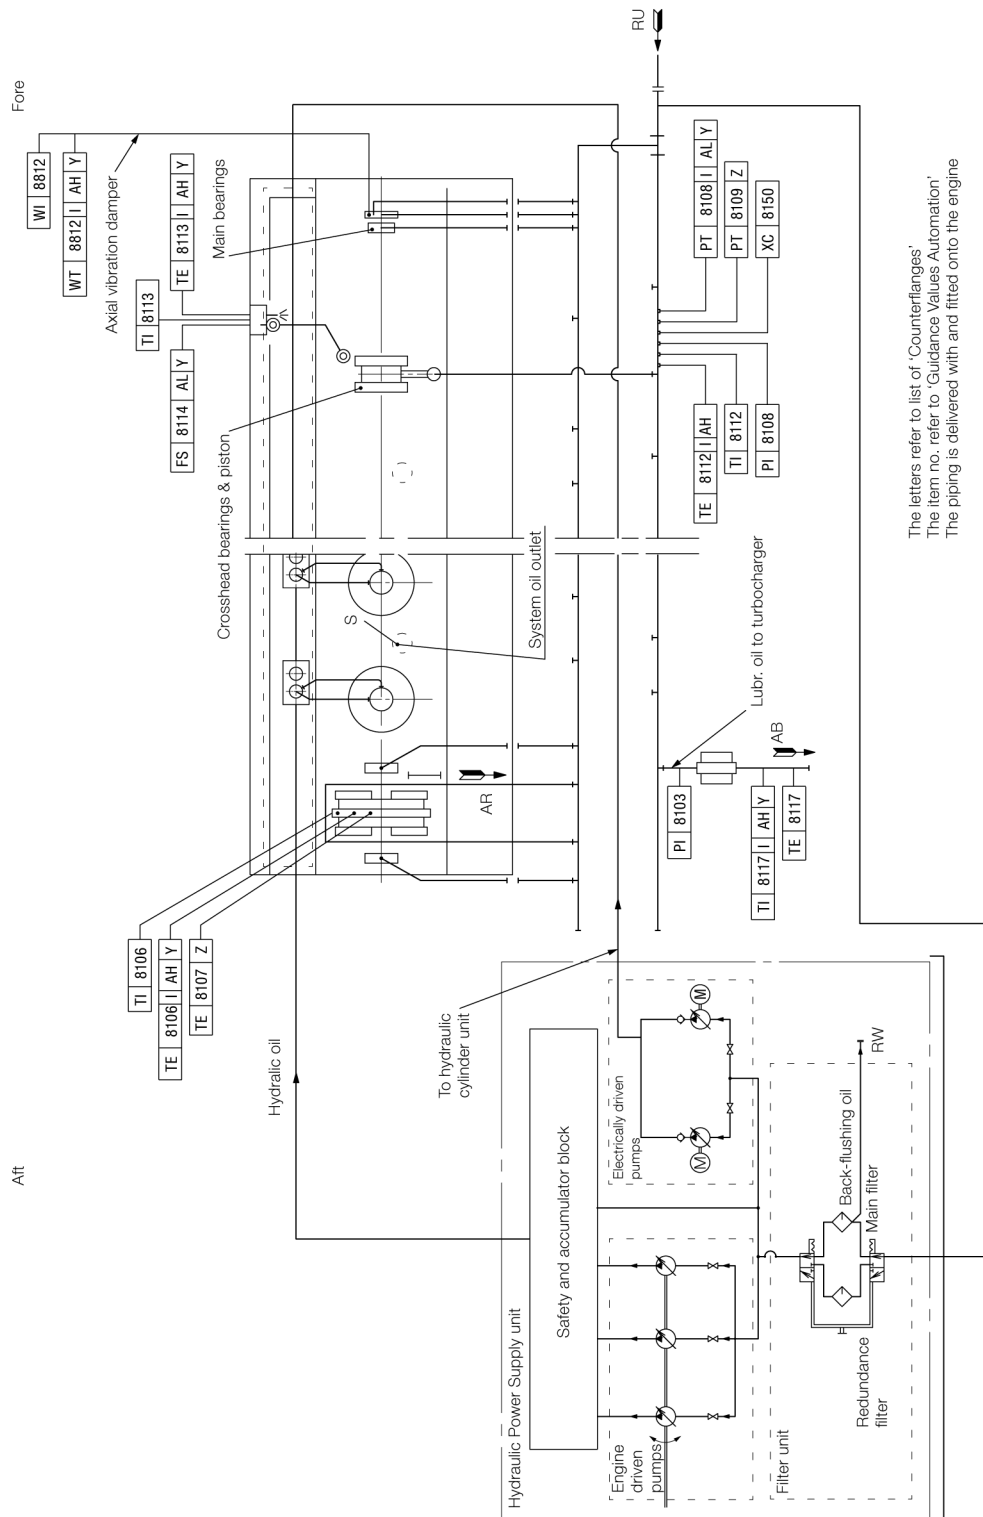 Aft
Fore
WI 8812
WT 8812 I AH Y
Axial vibration damper
TI 8113
TE 8113 I AH Y
Main bearings
FS 8114 AL Y
Crosshead bearings & piston
TI 8106
TE 8106 I AH Y
TE 8107 Z
Hydralic oil
S
System oil outlet
AR
RU
PT 8108 I AL Y
PT 8109 Z
XC 8150
TE 8112 I AH
TI 8112
PI 8108
Lubr. oil to turbocharger
AB
PI 8103
TI 8117 I AH Y
TE 8117
To hydraulic
cylinder unit
Hydraulic Power Supply unit
Safety and accumulator block
Electrically driven
pumps
M
M
Engine
driven
pumps
Filter unit
Redundance
filter
Main filter
Back-flushing oil
RW
The letters refer to list of ‘Counterflanges’
The item no. refer to ‘Guidance Values Automation’
The piping is delivered with and fitted onto the engine